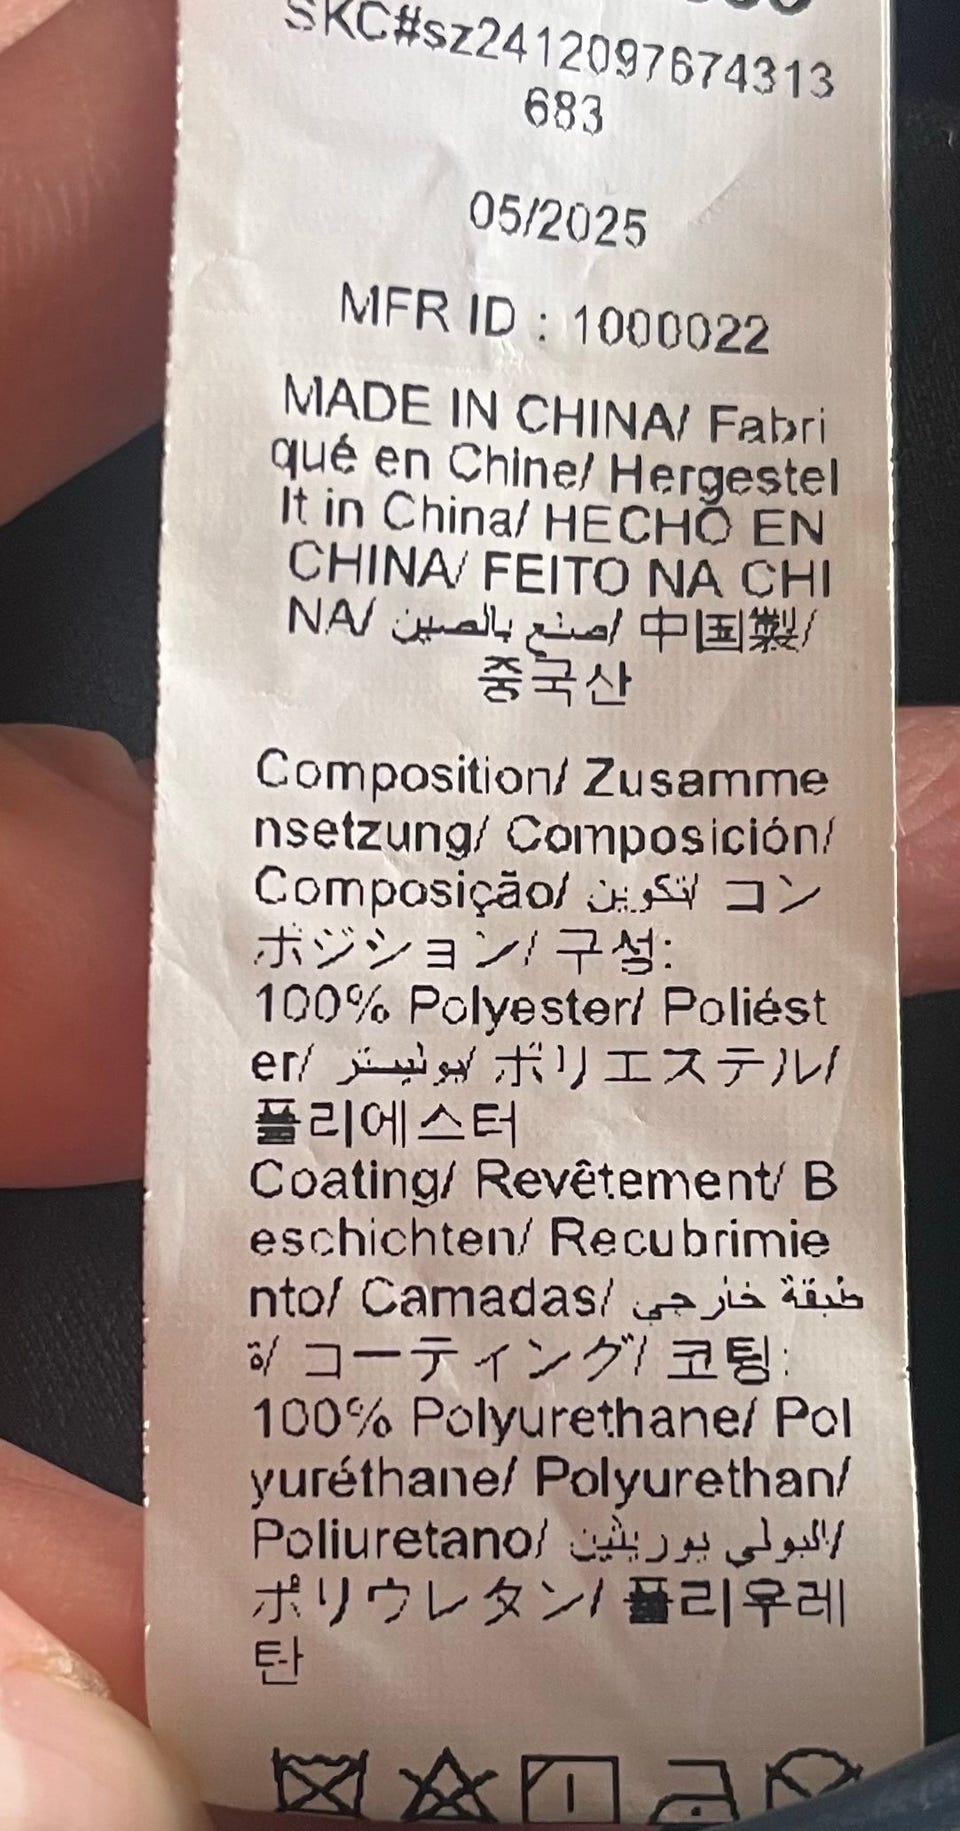 SKC#sz2412097674313
683
05/2025
MFR ID : 1000022
MADE IN CHINA/ Fabri
qué en Chine/ Hergestel
lt in China/ HECHO EN
CHINA/ FEITO NA CHI
NA/ صنع بالصين/ 中国製/
중국산
Composition/ Zusamme
nsetzung/ Composición/
Composição/ تكوين/ コン
ポジション/ 구성:
100% Polyester/ Poliést
er/ بوليستر/ ポリエステル/
폴리에스터
Coating/ Revêtement/ B
eschichten/ Recubrimie
nto/ Camadas/ طبقة خارجي
ة/ コーティング/ 코팅:
100% Polyurethane/ Pol
yuréthane/ Polyurethan/
Poliuretano/ البولي يوريثين/
ポリウレタン/ 폴리우레
탄